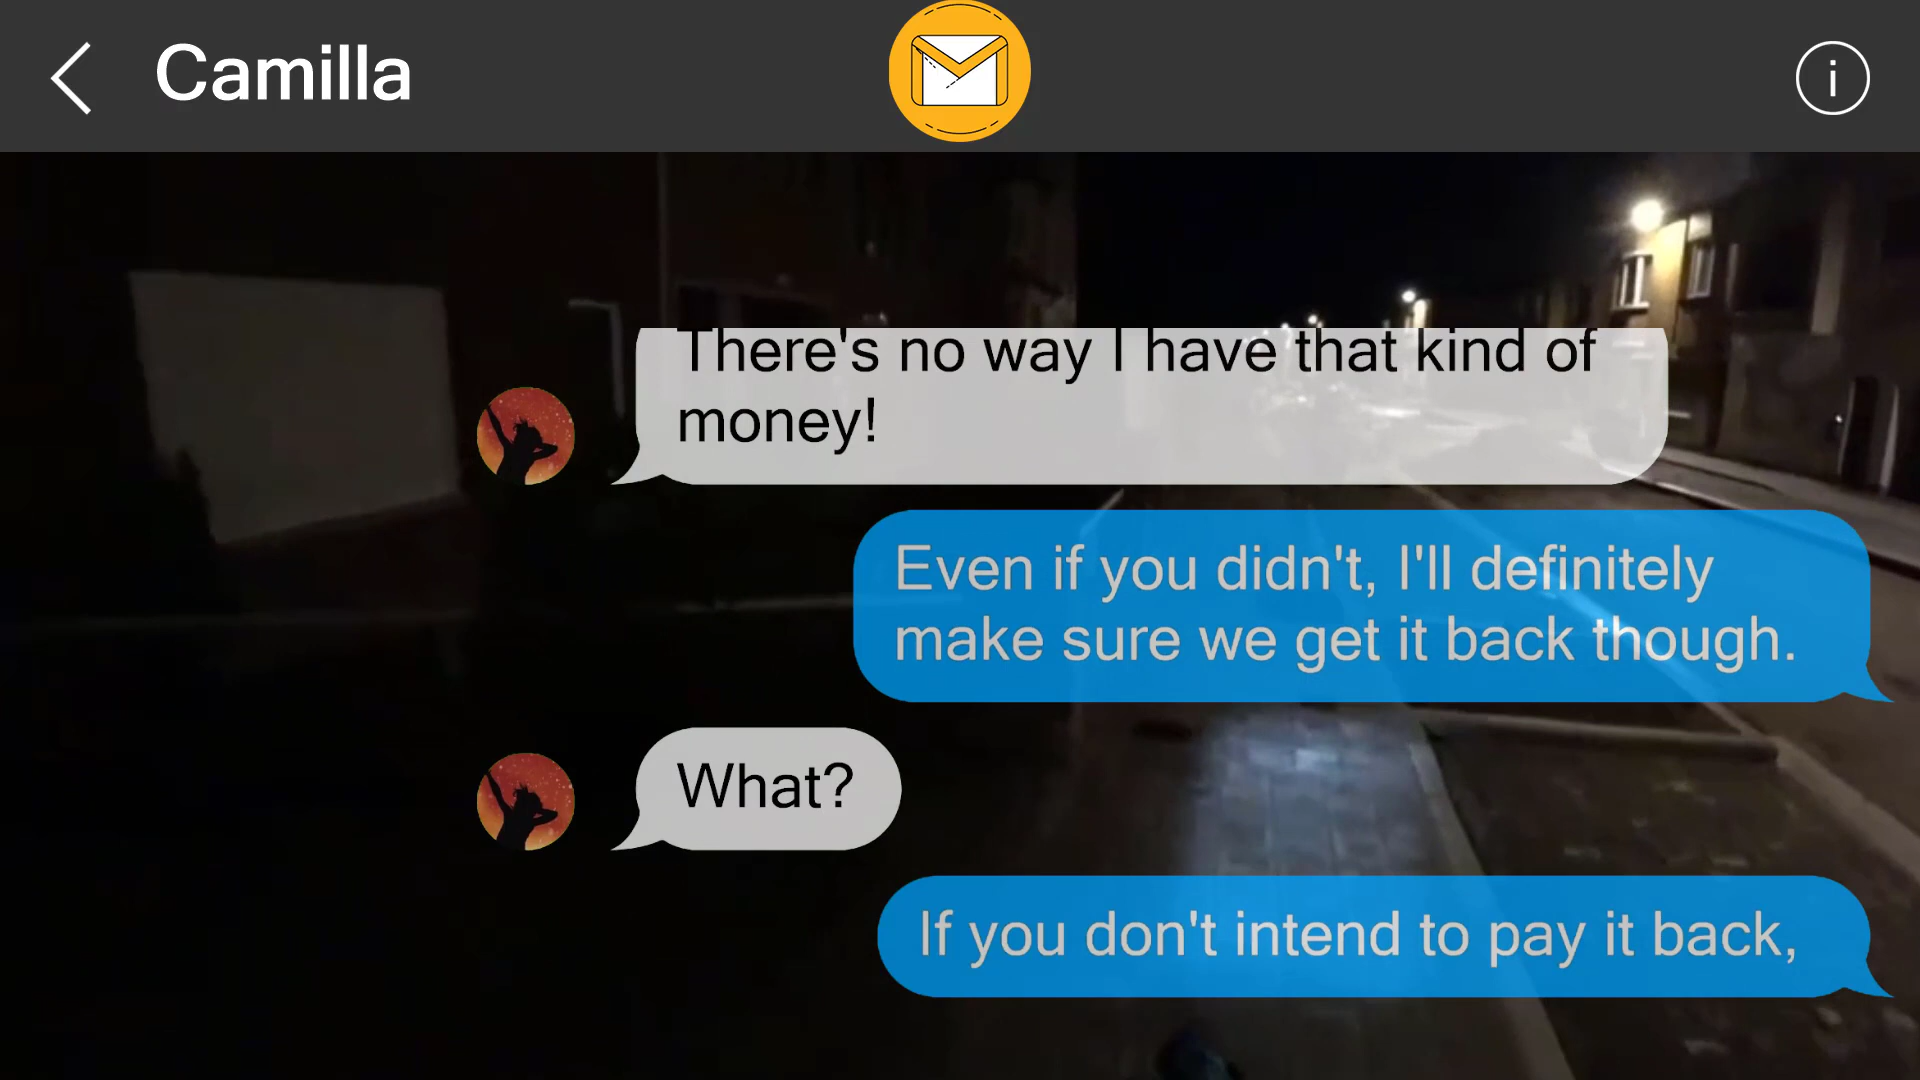 Camilla
i
There's no way I have that kind of
money!
Even if you didn't, I'll definitely
make sure we get it back though.
What?
If you don't intend to pay it back,